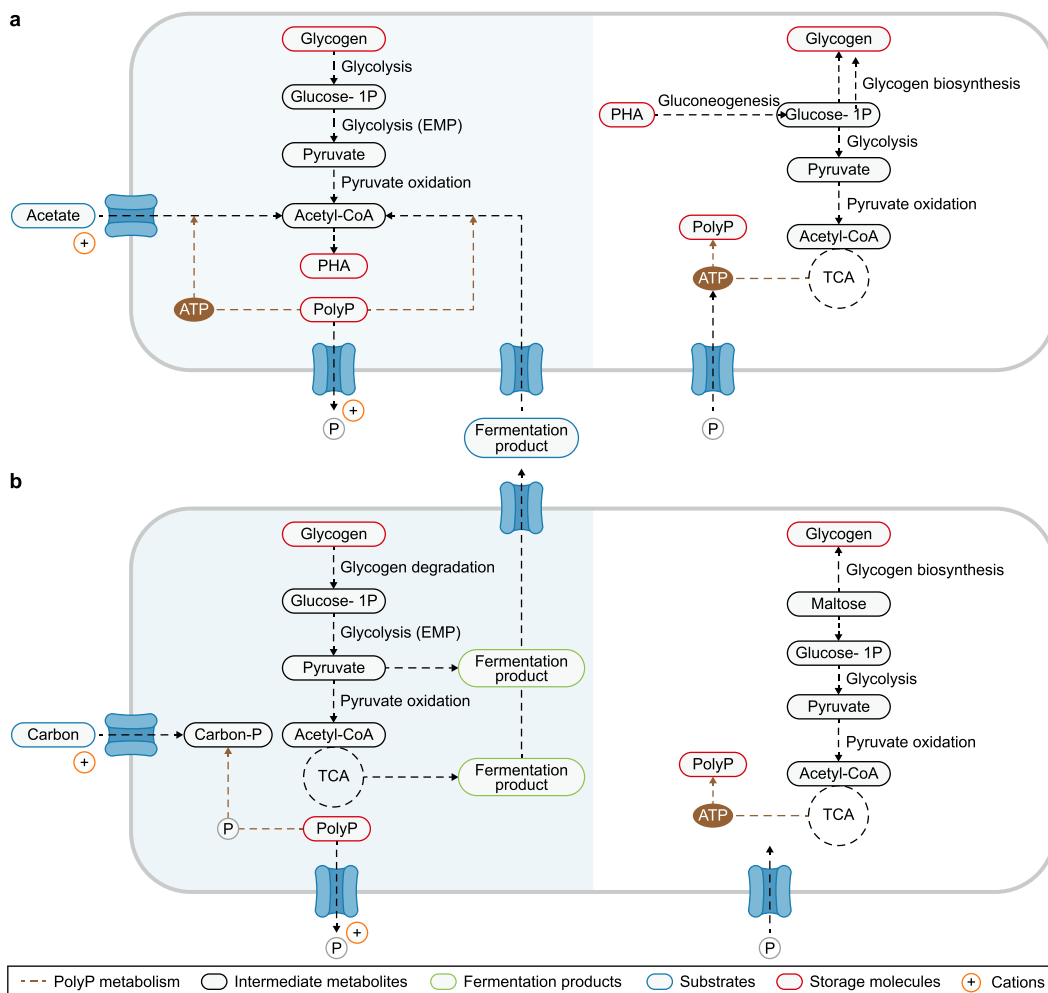 a
Glycogen
Glycolysis
Glucose- 1P
Glycolysis (EMP)
Pyruvate
Pyruvate oxidation
Acetate
+
Acetyl-CoA
PHA
ATP
PolyP
P
+
Fermentation
product
Glycogen
Glycogen biosynthesis
PHA
Gluconeogenesis
Glucose- 1P
Glycolysis
Pyruvate
Pyruvate oxidation
PolyP
Acetyl-CoA
ATP
TCA
P
b
Glycogen
Glycogen degradation
Glucose- 1P
Glycolysis (EMP)
Pyruvate
Fermentation
product
Pyruvate oxidation
Carbon
+
Carbon-P
Acetyl-CoA
TCA
Fermentation
product
P
PolyP
P
+
Glycogen
Glycogen biosynthesis
Maltose
Glucose- 1P
Glycolysis
Pyruvate
Pyruvate oxidation
PolyP
Acetyl-CoA
ATP
TCA
P
PolyP metabolism
Intermediate metabolites
Fermentation products
Substrates
Storage molecules
+
Cations